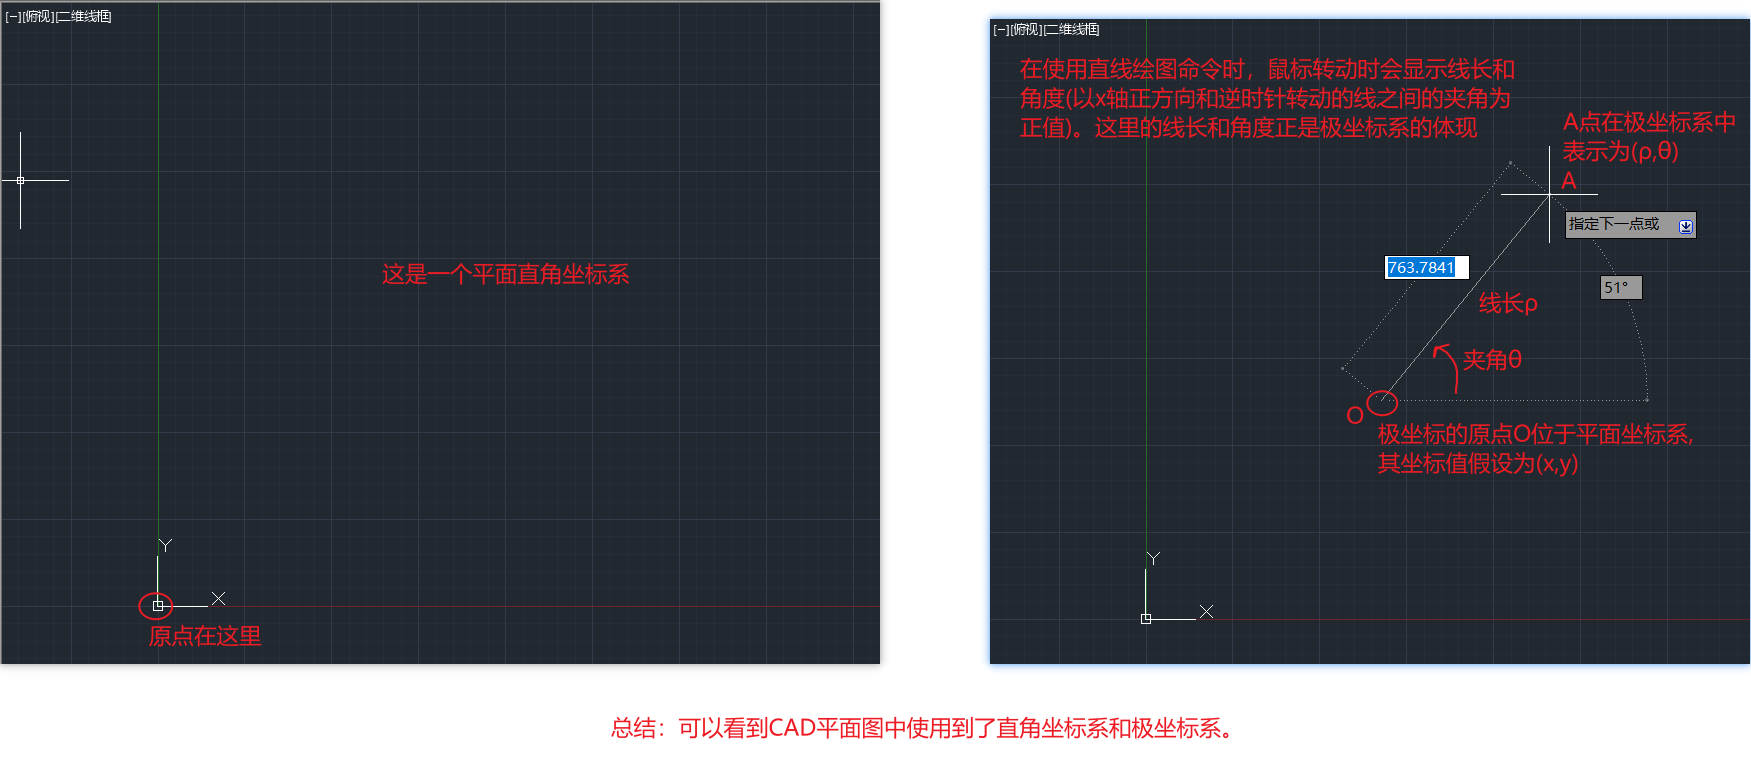 [−][俯视][二维线框]
这是一个平面直角坐标系
Y
X
原点在这里
[−][俯视][二维线框]
在使用直线绘图命令时，鼠标转动时会显示线长和
角度(以x轴正方向和逆时针转动的线之间的夹角为
正值)。这里的线长和角度正是极坐标系的体现
A点在极坐标系中
表示为(ρ,θ)
A
指定下一点或
763.7841
51°
线长ρ
夹角θ
O
极坐标的原点O位于平面坐标系,
其坐标值假设为(x,y)
Y
X
总结：可以看到CAD平面图中使用到了直角坐标系和极坐标系。